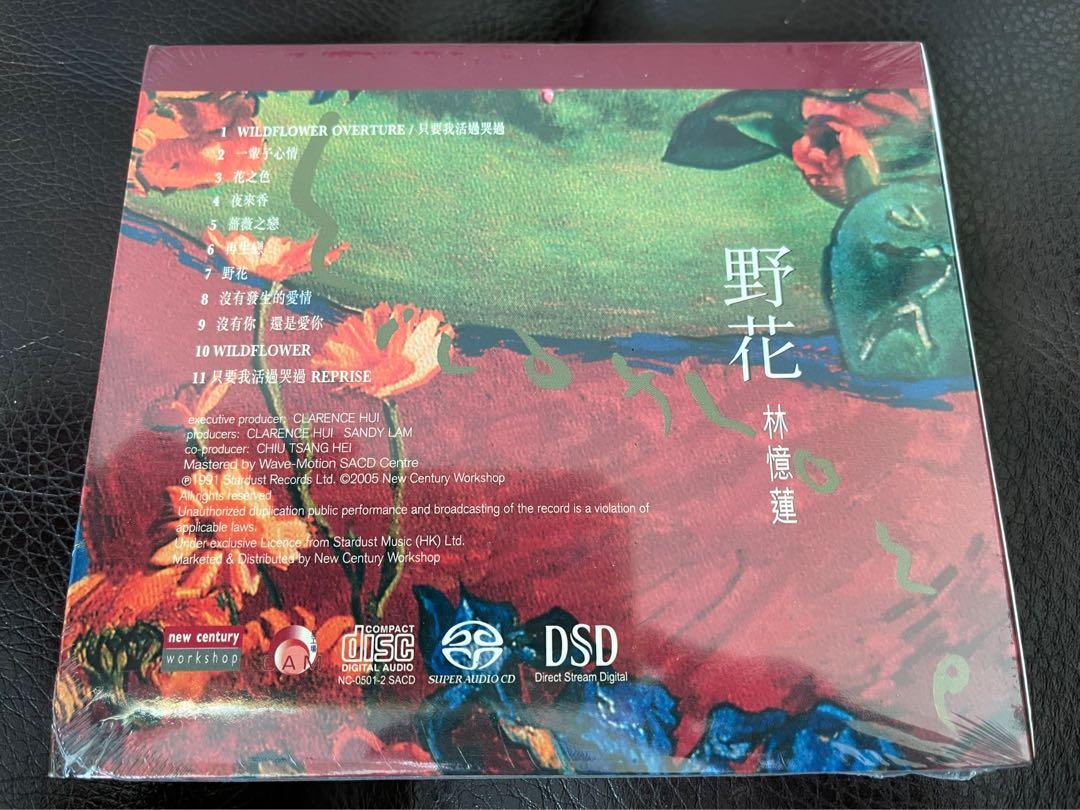 1 WILDFLOWER OVERTURE / 只要我活過哭過
2 一輩子心情
3 花之色
4 夜來香
5 薔薇之戀
6 再生戀
7 野花
8 沒有發生的愛情
9 沒有你 還是愛你
10 WILDFLOWER
11 只要我活過哭過 REPRISE
executive producer: CLARENCE HUI
producers: CLARENCE HUI SANDY LAM
co-producer: CHIU TSANG HEI
Mastered by Wave-Motion SACD Centre
℗1991 Stardust Records Ltd. ©2005 New Century Workshop
All rights reserved
Unauthorized duplication public performance and broadcasting of the record is a violation of
applicable laws.
Under exclusive Licence from Stardust Music (HK) Ltd.
Marketed & Distributed by New Century Workshop
野花
林憶蓮
new century
workshop
COMPACT
disc
DIGITAL AUDIO
NC-0501-2 SACD
SUPER AUDIO CD
DSD
Direct Stream Digital